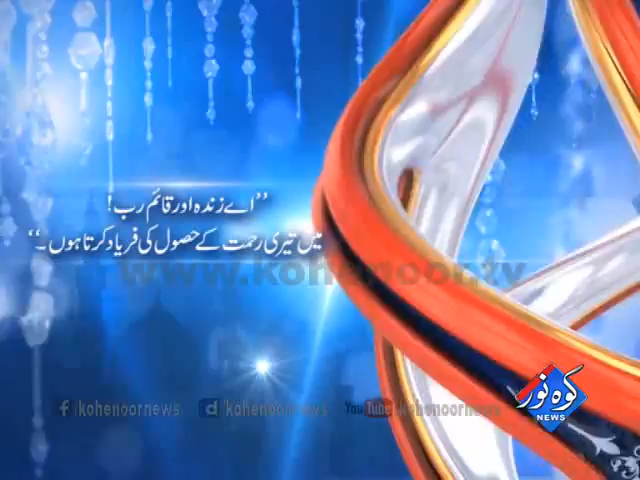 ”اے زندہ اور قائم رب!
میں تیری رحمت کے حصول کی فریاد کرتا ہوں۔“
www.kohenoor.tv
f /kohenoornews
d /kohenoornews
YouTube /kohenoornews
کوہ نور
NEWS